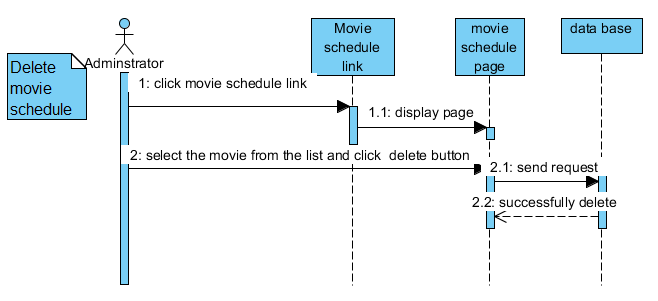 Delete
movie
schedule
Adminstrator
Movie
schedule
link
movie
schedule
page
data base
1: click movie schedule link
1.1: display page
2: select the movie from the list and click delete button
2.1: send request
2.2: successfully delete